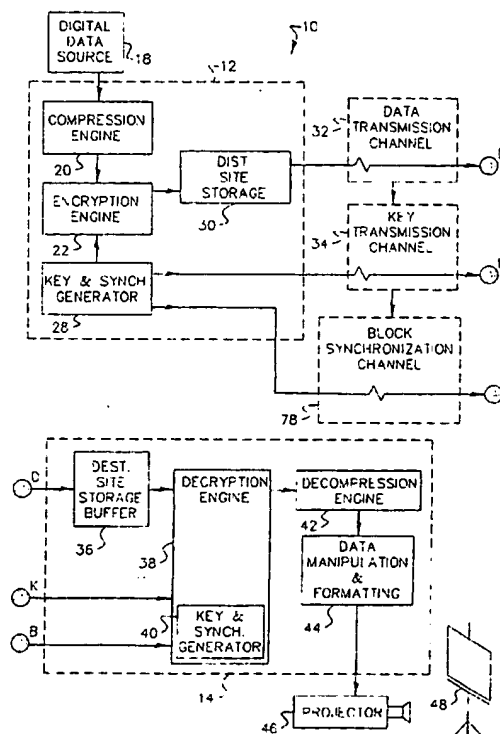 DIGITAL
DATA
SOURCE
18
10
12
COMPRESSION
ENGINE
20
ENCRYPTION
ENGINE
22
KEY & SYNCH
GENERATOR
28
DIST
SITE
STORAGE
30
32
DATA
TRANSMISSION
CHANNEL
34
KEY
TRANSMISSION
CHANNEL
BLOCK
SYNCHRONIZATION
CHANNEL
78
D
DEST.
SITE
STORAGE
BUFFER
36
DECRYPTION
ENGINE
38
K
40
KEY &
SYNCH.
GENERATOR
B
DECOMPRESSION
ENGINE
42
DATA
MANIPULATION
&
FORMATTING
44
14
PROJECTOR
46
48